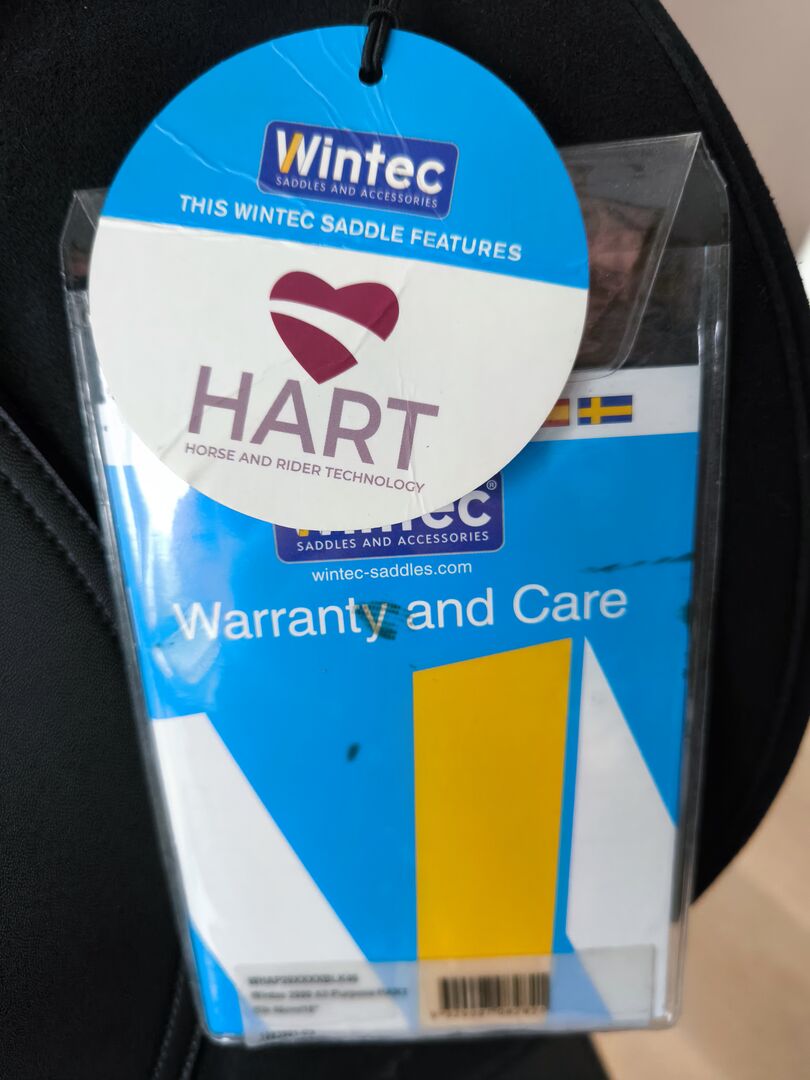 Wintec
SADDLES AND ACCESSORIES
THIS WINTEC SADDLE FEATURES
HART
HORSE AND RIDER TECHNOLOGY
Wintec®
SADDLES AND ACCESSORIES
wintec-saddles.com
Warranty and Care